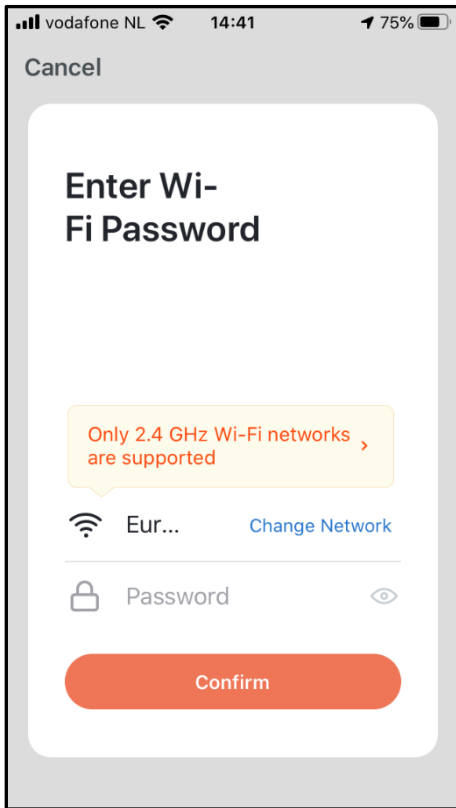 vodafone NL 14:41 75%
Cancel
Enter Wi-
Fi Password
Only 2.4 GHz Wi-Fi networks
are supported
Eur... Change Network
Password
Confirm